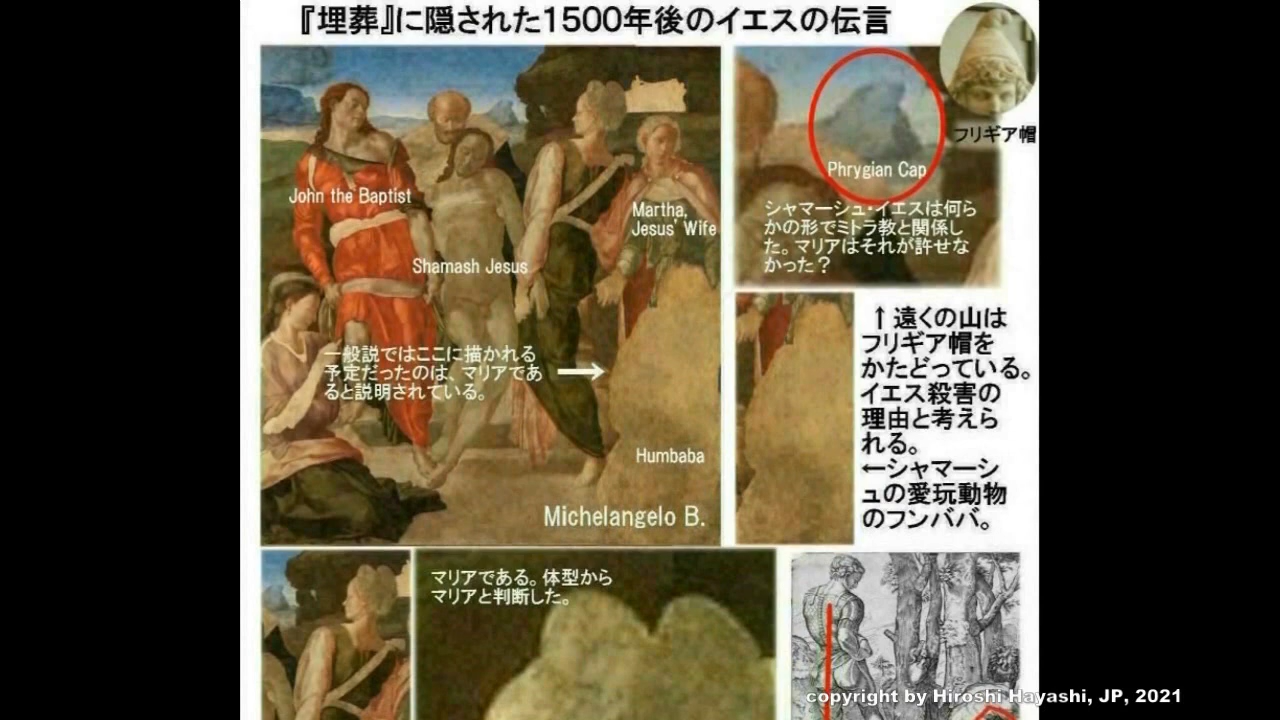 『埋葬』に隠された1500年後のイエスの伝言
John the Baptist
Shamash Jesus
Martha,
Jesus' Wife
一般説ではここに描かれる
予定だったのは、マリアであ
ると説明されている。
Humbaba
Michelangelo B.
フリギア帽
Phrygian Cap
シャマーシュ・イエスは何ら
かの形でミトラ教と関係し
た。マリアはそれが許せな
かった？
↑遠くの山は
フリギア帽を
かたどっている。
イエス殺害の
理由と考えら
れる。
←シャマーシ
ュの愛玩動物
のフンババ。
マリアである。体型から
マリアと判断した。
copyright by Hiroshi Hayashi, JP, 2021